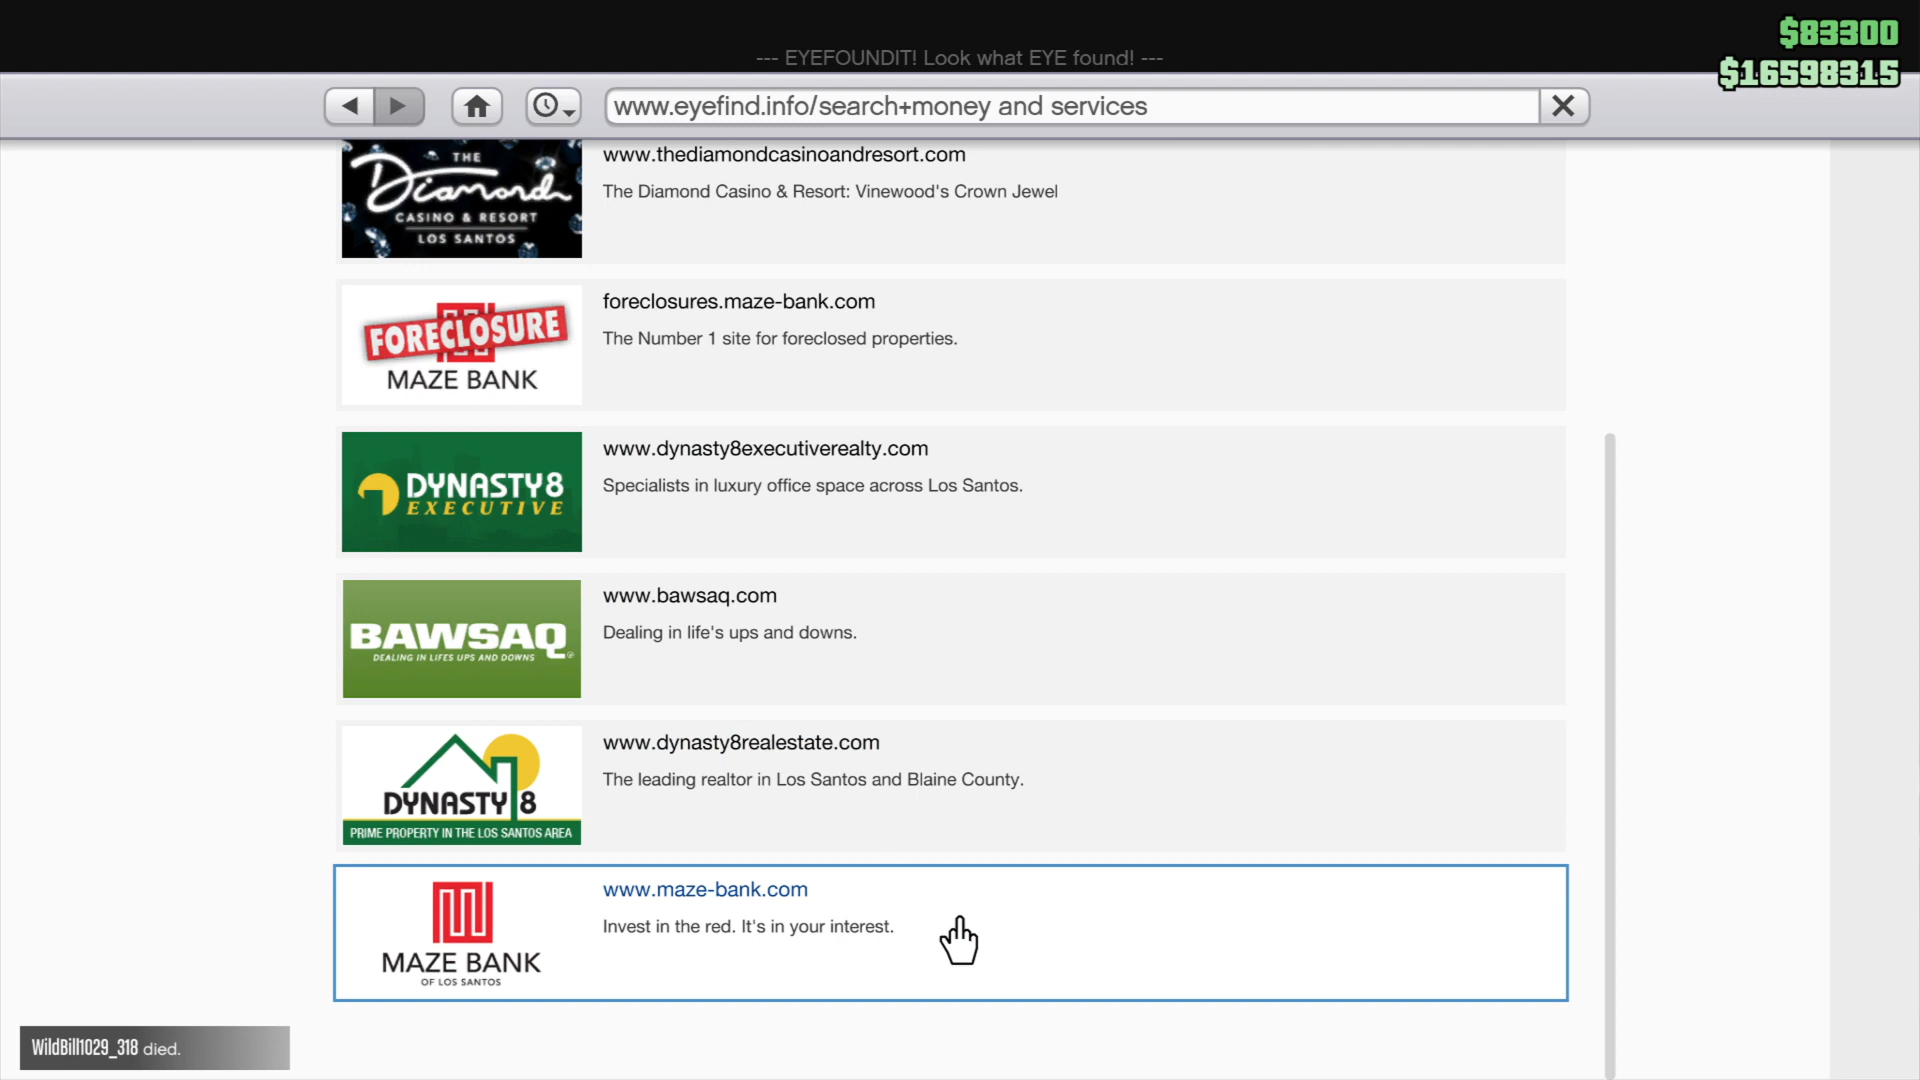 $83300
--- EYEFOUNDIT! Look what EYE found! ---
$16598315
www.eyefind.info/search+money and services
THE
Diamond
CASINO & RESORT
LOS SANTOS
www.thediamondcasinoandresort.com
The Diamond Casino & Resort: Vinewood's Crown Jewel
FORECLOSURE
MAZE BANK
foreclosures.maze-bank.com
The Number 1 site for foreclosed properties.
DYNASTY8
EXECUTIVE
www.dynasty8executiverealty.com
Specialists in luxury office space across Los Santos.
BAWSAQ
DEALING IN LIFES UPS AND DOWNS
www.bawsaq.com
Dealing in life's ups and downs.
DYNASTY 8
PRIME PROPERTY IN THE LOS SANTOS AREA
www.dynasty8realestate.com
The leading realtor in Los Santos and Blaine County.
MAZE BANK
OF LOS SANTOS
www.maze-bank.com
Invest in the red. It's in your interest.
WildBill1029_318 died.